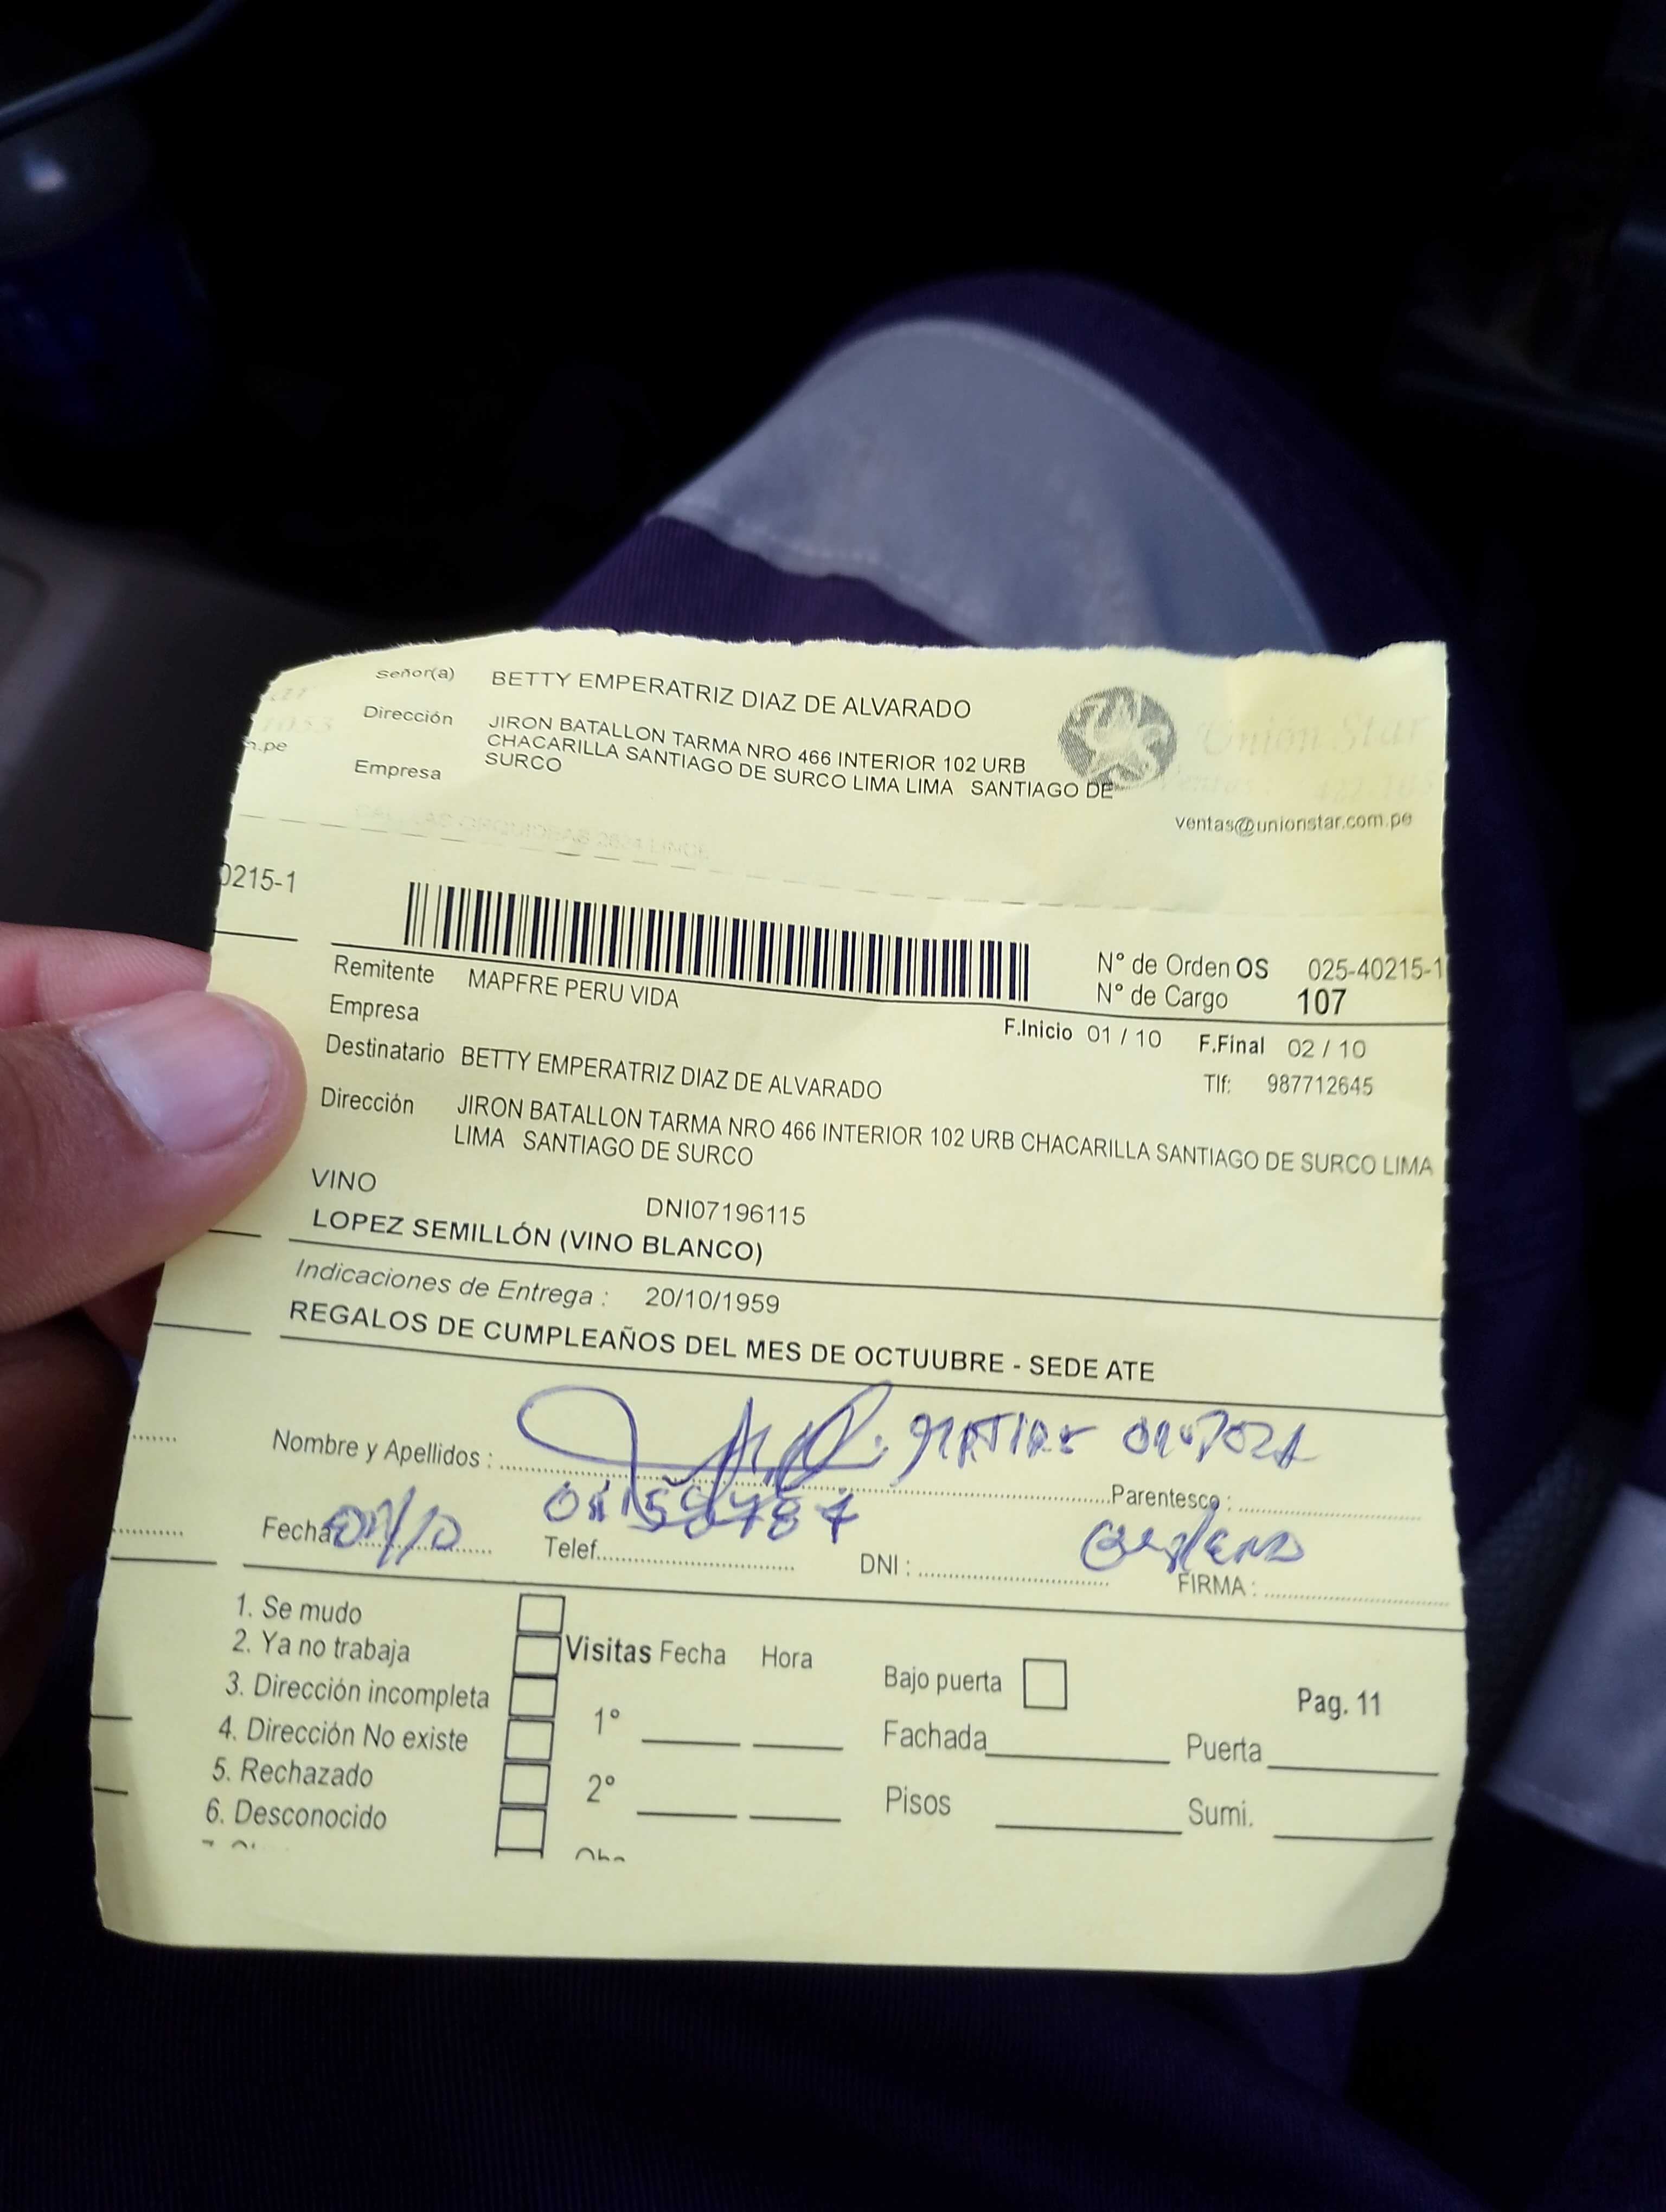 Señor(a) BETTY EMPERATRIZ DIAZ DE ALVARADO
Dirección JIRON BATALLON TARMA NRO 466 INTERIOR 102 URB
CHACARILLA SANTIAGO DE SURCO LIMA LIMA SANTIAGO DE
SURCO
Empresa
Unión Star
n.pe
ventas@unionstar.com.pe
0215-1
N° de Orden OS 025-40215-1
N° de Cargo 107
Remitente MAPFRE PERU VIDA
Empresa
F.Inicio 01 / 10 F.Final 02 / 10
Destinatario BETTY EMPERATRIZ DIAZ DE ALVARADO
Tlf: 987712645
Dirección JIRON BATALLON TARMA NRO 466 INTERIOR 102 URB CHACARILLA SANTIAGO DE SURCO LIMA
LIMA SANTIAGO DE SURCO
VINO
DNI07196115
LOPEZ SEMILLÓN (VINO BLANCO)
Indicaciones de Entrega : 20/10/1959
REGALOS DE CUMPLEAÑOS DEL MES DE OCTUUBRE - SEDE ATE
Nombre y Apellidos :
Parentesco :
Fecha
Telef.
DNI :
FIRMA :
1. Se mudo
2. Ya no trabaja
3. Dirección incompleta
4. Dirección No existe
5. Rechazado
6. Desconocido
Visitas Fecha Hora
1°
2°
Bajo puerta
Pag. 11
Fachada Puerta
Pisos Sumi.